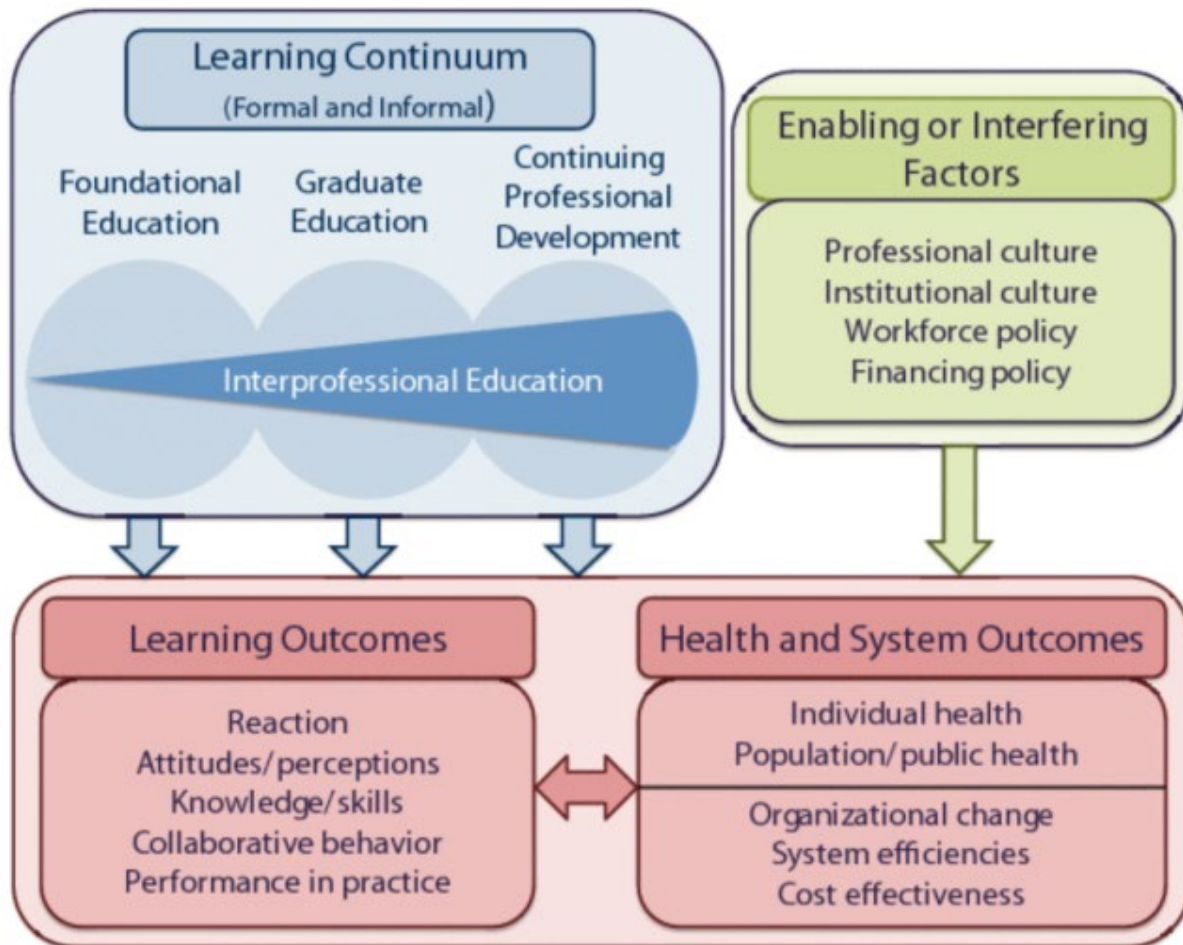 Learning Continuum
(Formal and Informal)
Foundational
Education
Graduate
Education
Continuing
Professional
Development
Interprofessional Education
Enabling or Interfering
Factors
Professional culture
Institutional culture
Workforce policy
Financing policy
Learning Outcomes
Reaction
Attitudes/perceptions
Knowledge/skills
Collaborative behavior
Performance in practice
Health and System Outcomes
Individual health
Population/public health
Organizational change
System efficiencies
Cost effectiveness